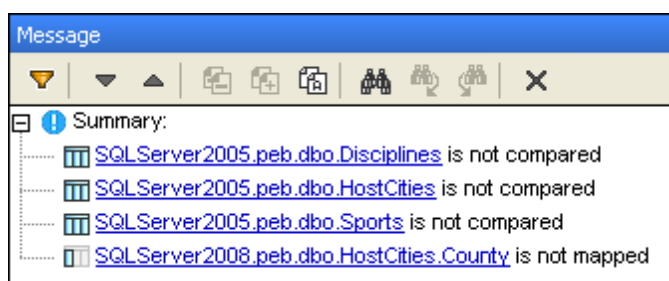 Message
Summary:
SQLServer2005.peb.dbo.Disciplines is not compared
SQLServer2005.peb.dbo.HostCities is not compared
SQLServer2005.peb.dbo.Sports is not compared
SQLServer2008.peb.dbo.HostCities.County is not mapped